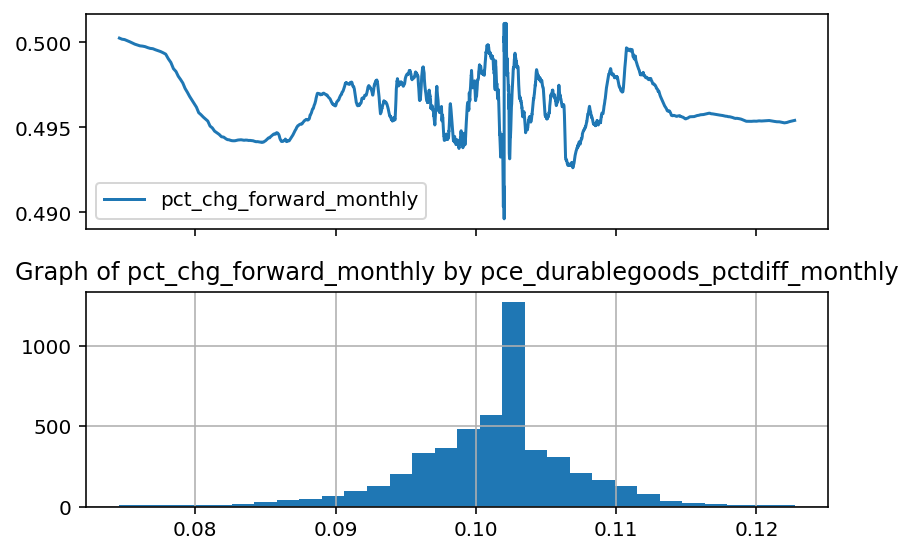 0.500
0.495
0.490
pct_chg_forward_monthly
Graph of pct_chg_forward_monthly by pce_durablegoods_pctdiff_monthly
1000
500
0
0.08 0.09 0.10 0.11 0.12